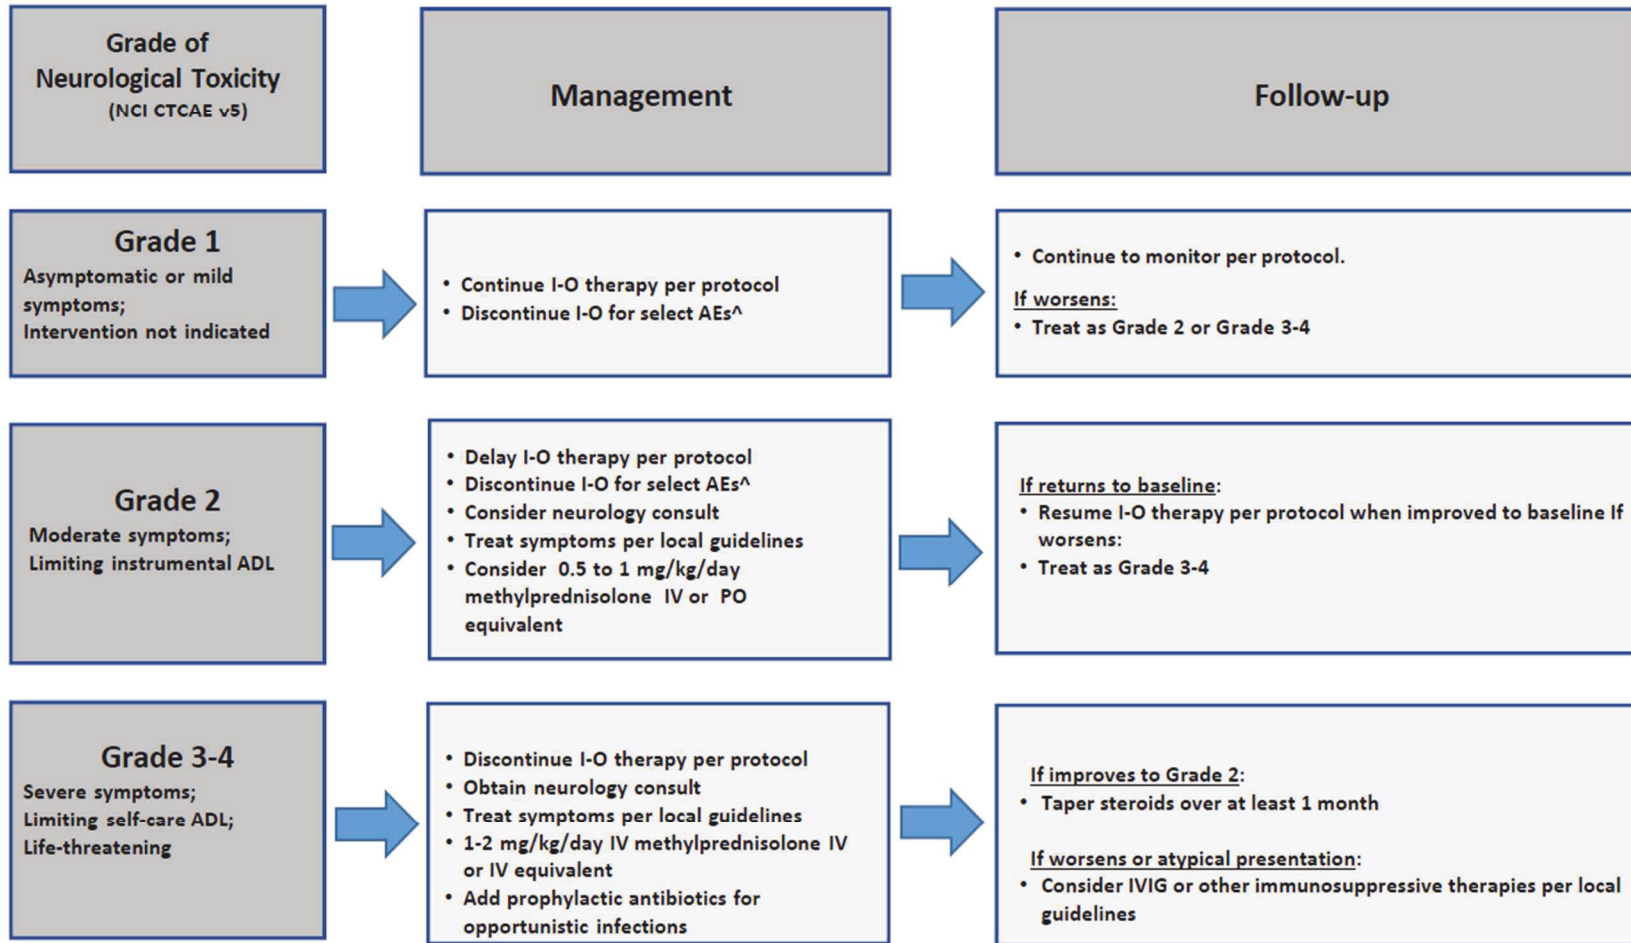 Grade of
Neurological Toxicity
(NCI CTCAE v5)
Management
Follow-up
Grade 1
Asymptomatic or mild
symptoms;
Intervention not indicated
• Continue I-O therapy per protocol
• Discontinue I-O for select AEs^
• Continue to monitor per protocol.
If worsens:
• Treat as Grade 2 or Grade 3-4
Grade 2
Moderate symptoms;
Limiting instrumental ADL
• Delay I-O therapy per protocol
• Discontinue I-O for select AEs^
• Consider neurology consult
• Treat symptoms per local guidelines
• Consider 0.5 to 1 mg/kg/day
methylprednisolone IV or PO
equivalent
If returns to baseline:
• Resume I-O therapy per protocol when improved to baseline If
worsens:
• Treat as Grade 3-4
Grade 3-4
Severe symptoms;
Limiting self-care ADL;
Life-threatening
• Discontinue I-O therapy per protocol
• Obtain neurology consult
• Treat symptoms per local guidelines
• 1-2 mg/kg/day IV methylprednisolone IV
or IV equivalent
• Add prophylactic antibiotics for
opportunistic infections
If improves to Grade 2:
• Taper steroids over at least 1 month
If worsens or atypical presentation:
• Consider IVIG or other immunosuppressive therapies per local
guidelines